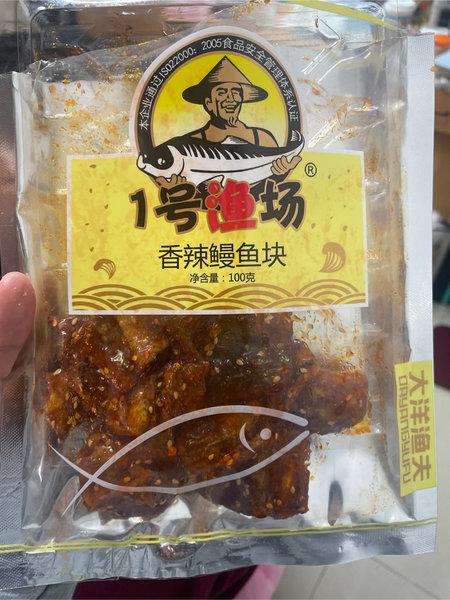 本企业通过ISO22000：2005食品安全管理体系认证
1号渔场®
香辣鳗鱼块
净含量：100克
大洋渔夫
DAYANGYUFU